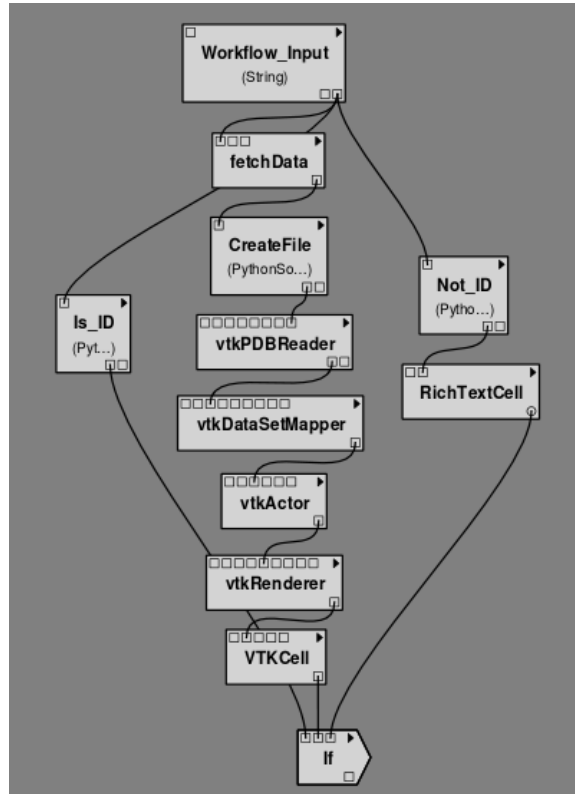 Workflow_Input
(String)
fetchData
CreateFile
(PythonSo...)
Not_ID
(Pytho...)
Is_ID
(Pyt...)
vtkPDBReader
RichTextCell
vtkDataSetMapper
vtkActor
vtkRenderer
VTKCell
If